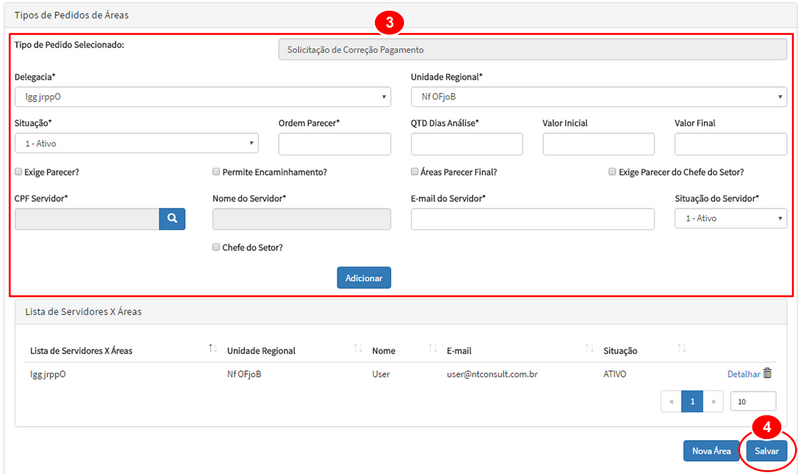 Tipos de Pedidos de Áreas
3
Tipo de Pedido Selecionado:
Solicitação de Correção Pagamento
Delegacia* Unidade Regional*
Igg jrppO Nf OFjoB
Situação* Ordem Parecer* QTD Dias Análise* Valor Inicial Valor Final
1 - Ativo
Exige Parecer? Permite Encaminhamento? Áreas Parecer Final? Exige Parecer do Chefe do Setor?
CPF Servidor* Nome do Servidor* E-mail do Servidor* Situação do Servidor*
1 - Ativo
Chefe do Setor?
Adicionar
Lista de Servidores X Áreas
Lista de Servidores X Áreas Unidade Regional Nome E-mail Situação
Igg jrppO Nf OFjoB User user@ntconsult.com.br ATIVO Detalhar
« 1 » 10
4
Nova Área Salvar